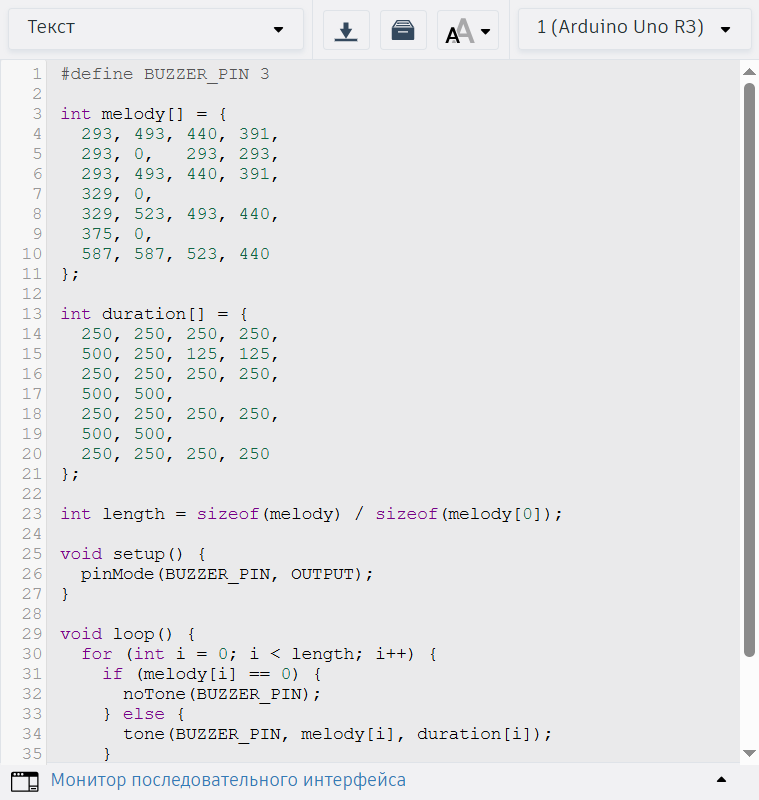 Текст
1 (Arduino Uno R3)
1 #define BUZZER_PIN 3
2
3 int melody[] = {
4   293, 493, 440, 391,
5   293, 0,   293, 293,
6   293, 493, 440, 391,
7   329, 0,
8   329, 523, 493, 440,
9   375, 0,
10   587, 587, 523, 440
11 };
12
13 int duration[] = {
14   250, 250, 250, 250,
15   500, 250, 125, 125,
16   250, 250, 250, 250,
17   500, 500,
18   250, 250, 250, 250,
19   500, 500,
20   250, 250, 250, 250
21 };
22
23 int length = sizeof(melody) / sizeof(melody[0]);
24
25 void setup() {
26   pinMode(BUZZER_PIN, OUTPUT);
27 }
28
29 void loop() {
30   for (int i = 0; i < length; i++) {
31     if (melody[i] == 0) {
32       noTone(BUZZER_PIN);
33     } else {
34       tone(BUZZER_PIN, melody[i], duration[i]);
35     }
Монитор последовательного интерфейса